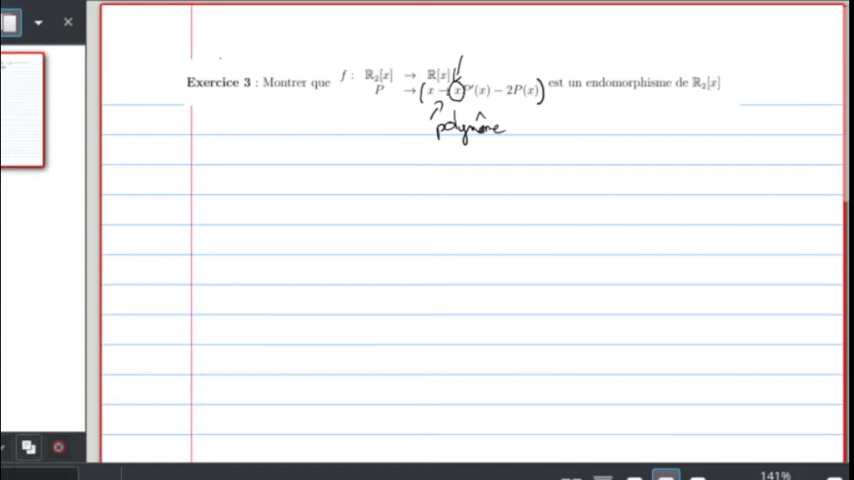 f : ℝ₂[x] → ℝ[x]
Exercice 3 : Montrer que P → (x → xP'(x) − 2P(x)) est un endomorphisme de ℝ₂[x]
polynôme
141%